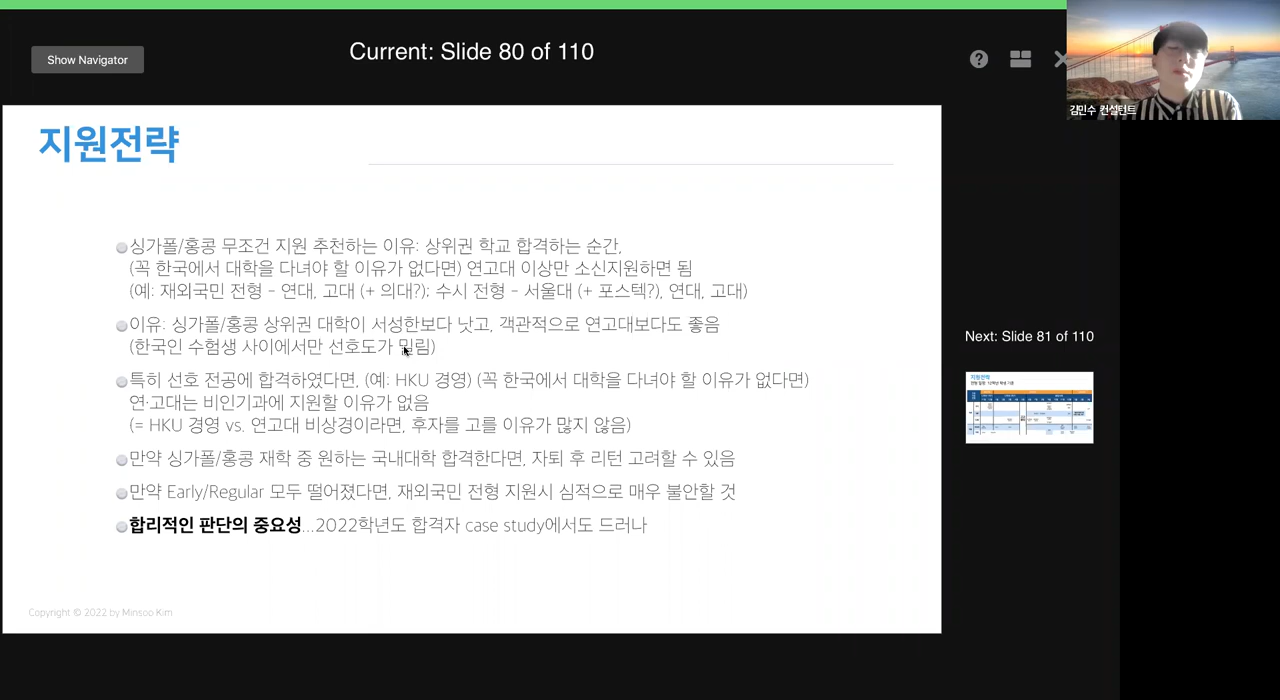 Show Navigator
Current: Slide 80 of 110
김민수 컨설턴트
지원전략
싱가폴/홍콩 무조건 지원 추천하는 이유: 상위권 학교 합격하는 순간,
(꼭 한국에서 대학을 다녀야 할 이유가 없다면) 연고대 이상만 소신지원하면 됨
(예: 재외국민 전형 - 연대, 고대 (+ 의대?); 수시 전형 - 서울대 (+ 포스텍?), 연대, 고대)
이유: 싱가폴/홍콩 상위권 대학이 서성한보다 낫고, 객관적으로 연고대보다도 좋음
(한국인 수험생 사이에서만 선호도가 밀림)
특히 선호 전공에 합격하였다면, (예: HKU 경영) (꼭 한국에서 대학을 다녀야 할 이유가 없다면)
연·고대는 비인기과에 지원할 이유가 없음
(= HKU 경영 vs. 연고대 비상경이라면, 후자를 고를 이유가 많지 않음)
만약 싱가폴/홍콩 재학 중 원하는 국내대학 합격한다면, 자퇴 후 리턴 고려할 수 있음
만약 Early/Regular 모두 떨어졌다면, 재외국민 전형 지원시 심적으로 매우 불안할 것
합리적인 판단의 중요성...2022학년도 합격자 case study에서도 드러나
Copyright © 2022 by Minsoo Kim
Next: Slide 81 of 110
지원전략